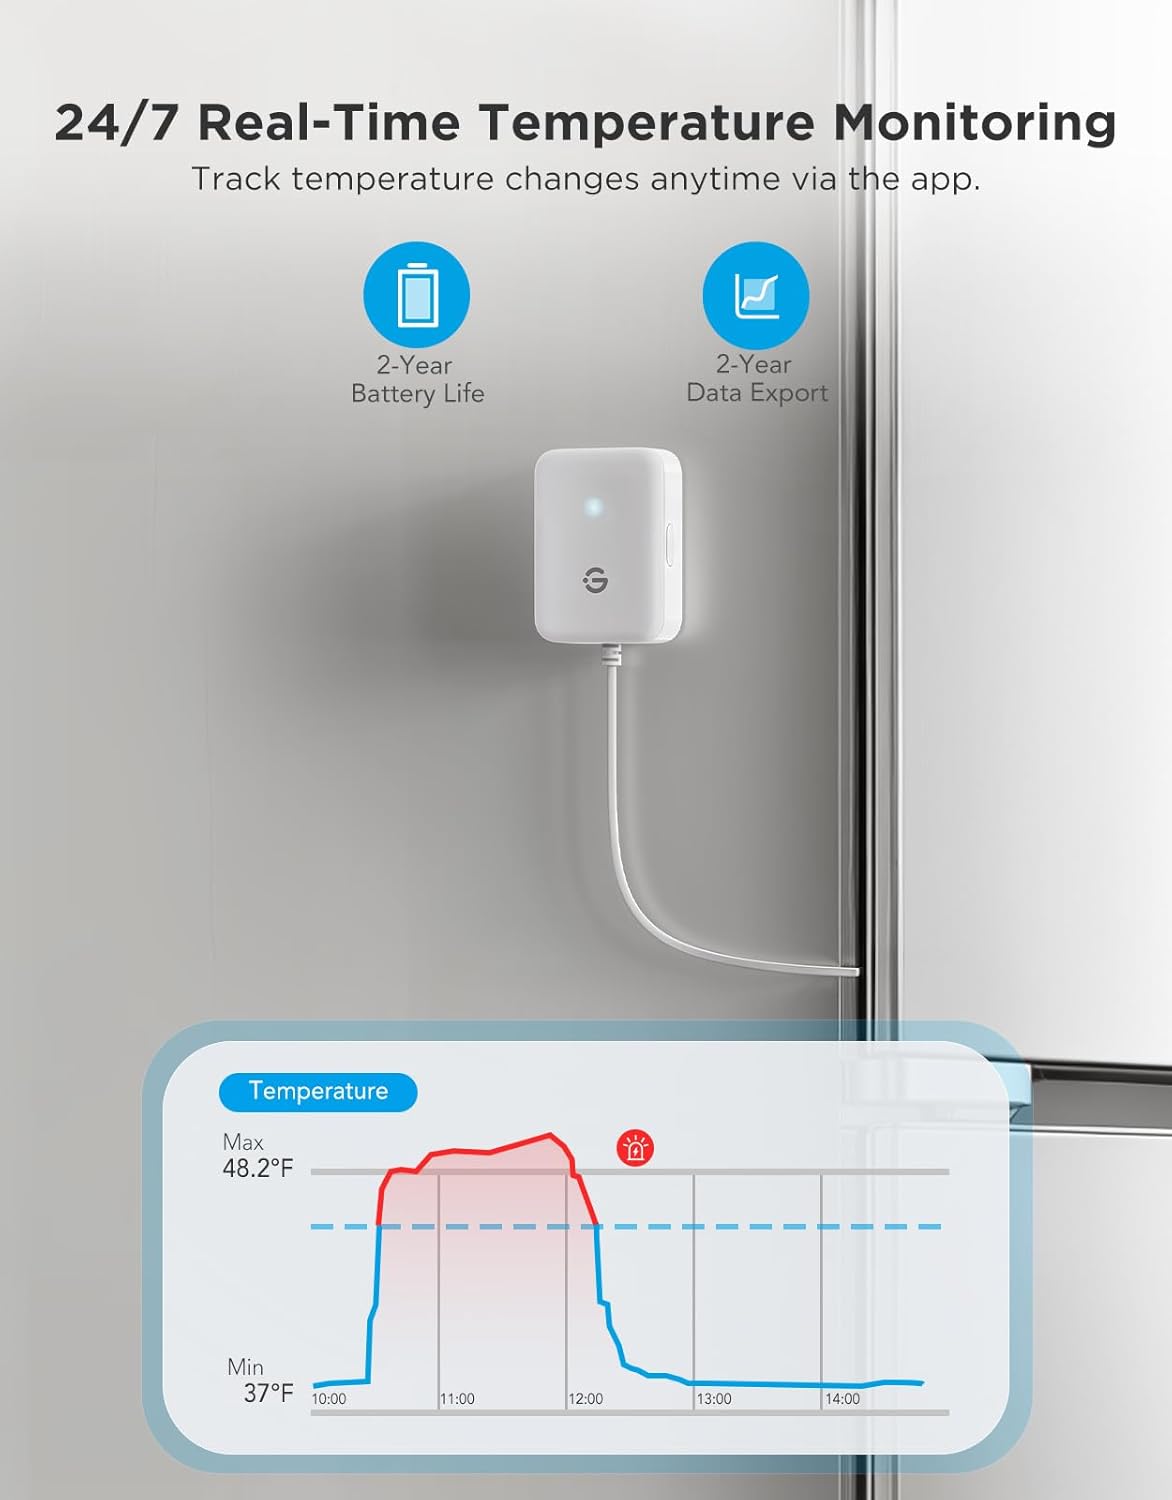 24/7 Real-Time Temperature Monitoring
Track temperature changes anytime via the app.
2-Year
Battery Life
2-Year
Data Export
Temperature
Max
48.2°F
Min
37°F
10:00
11:00
12:00
13:00
14:00